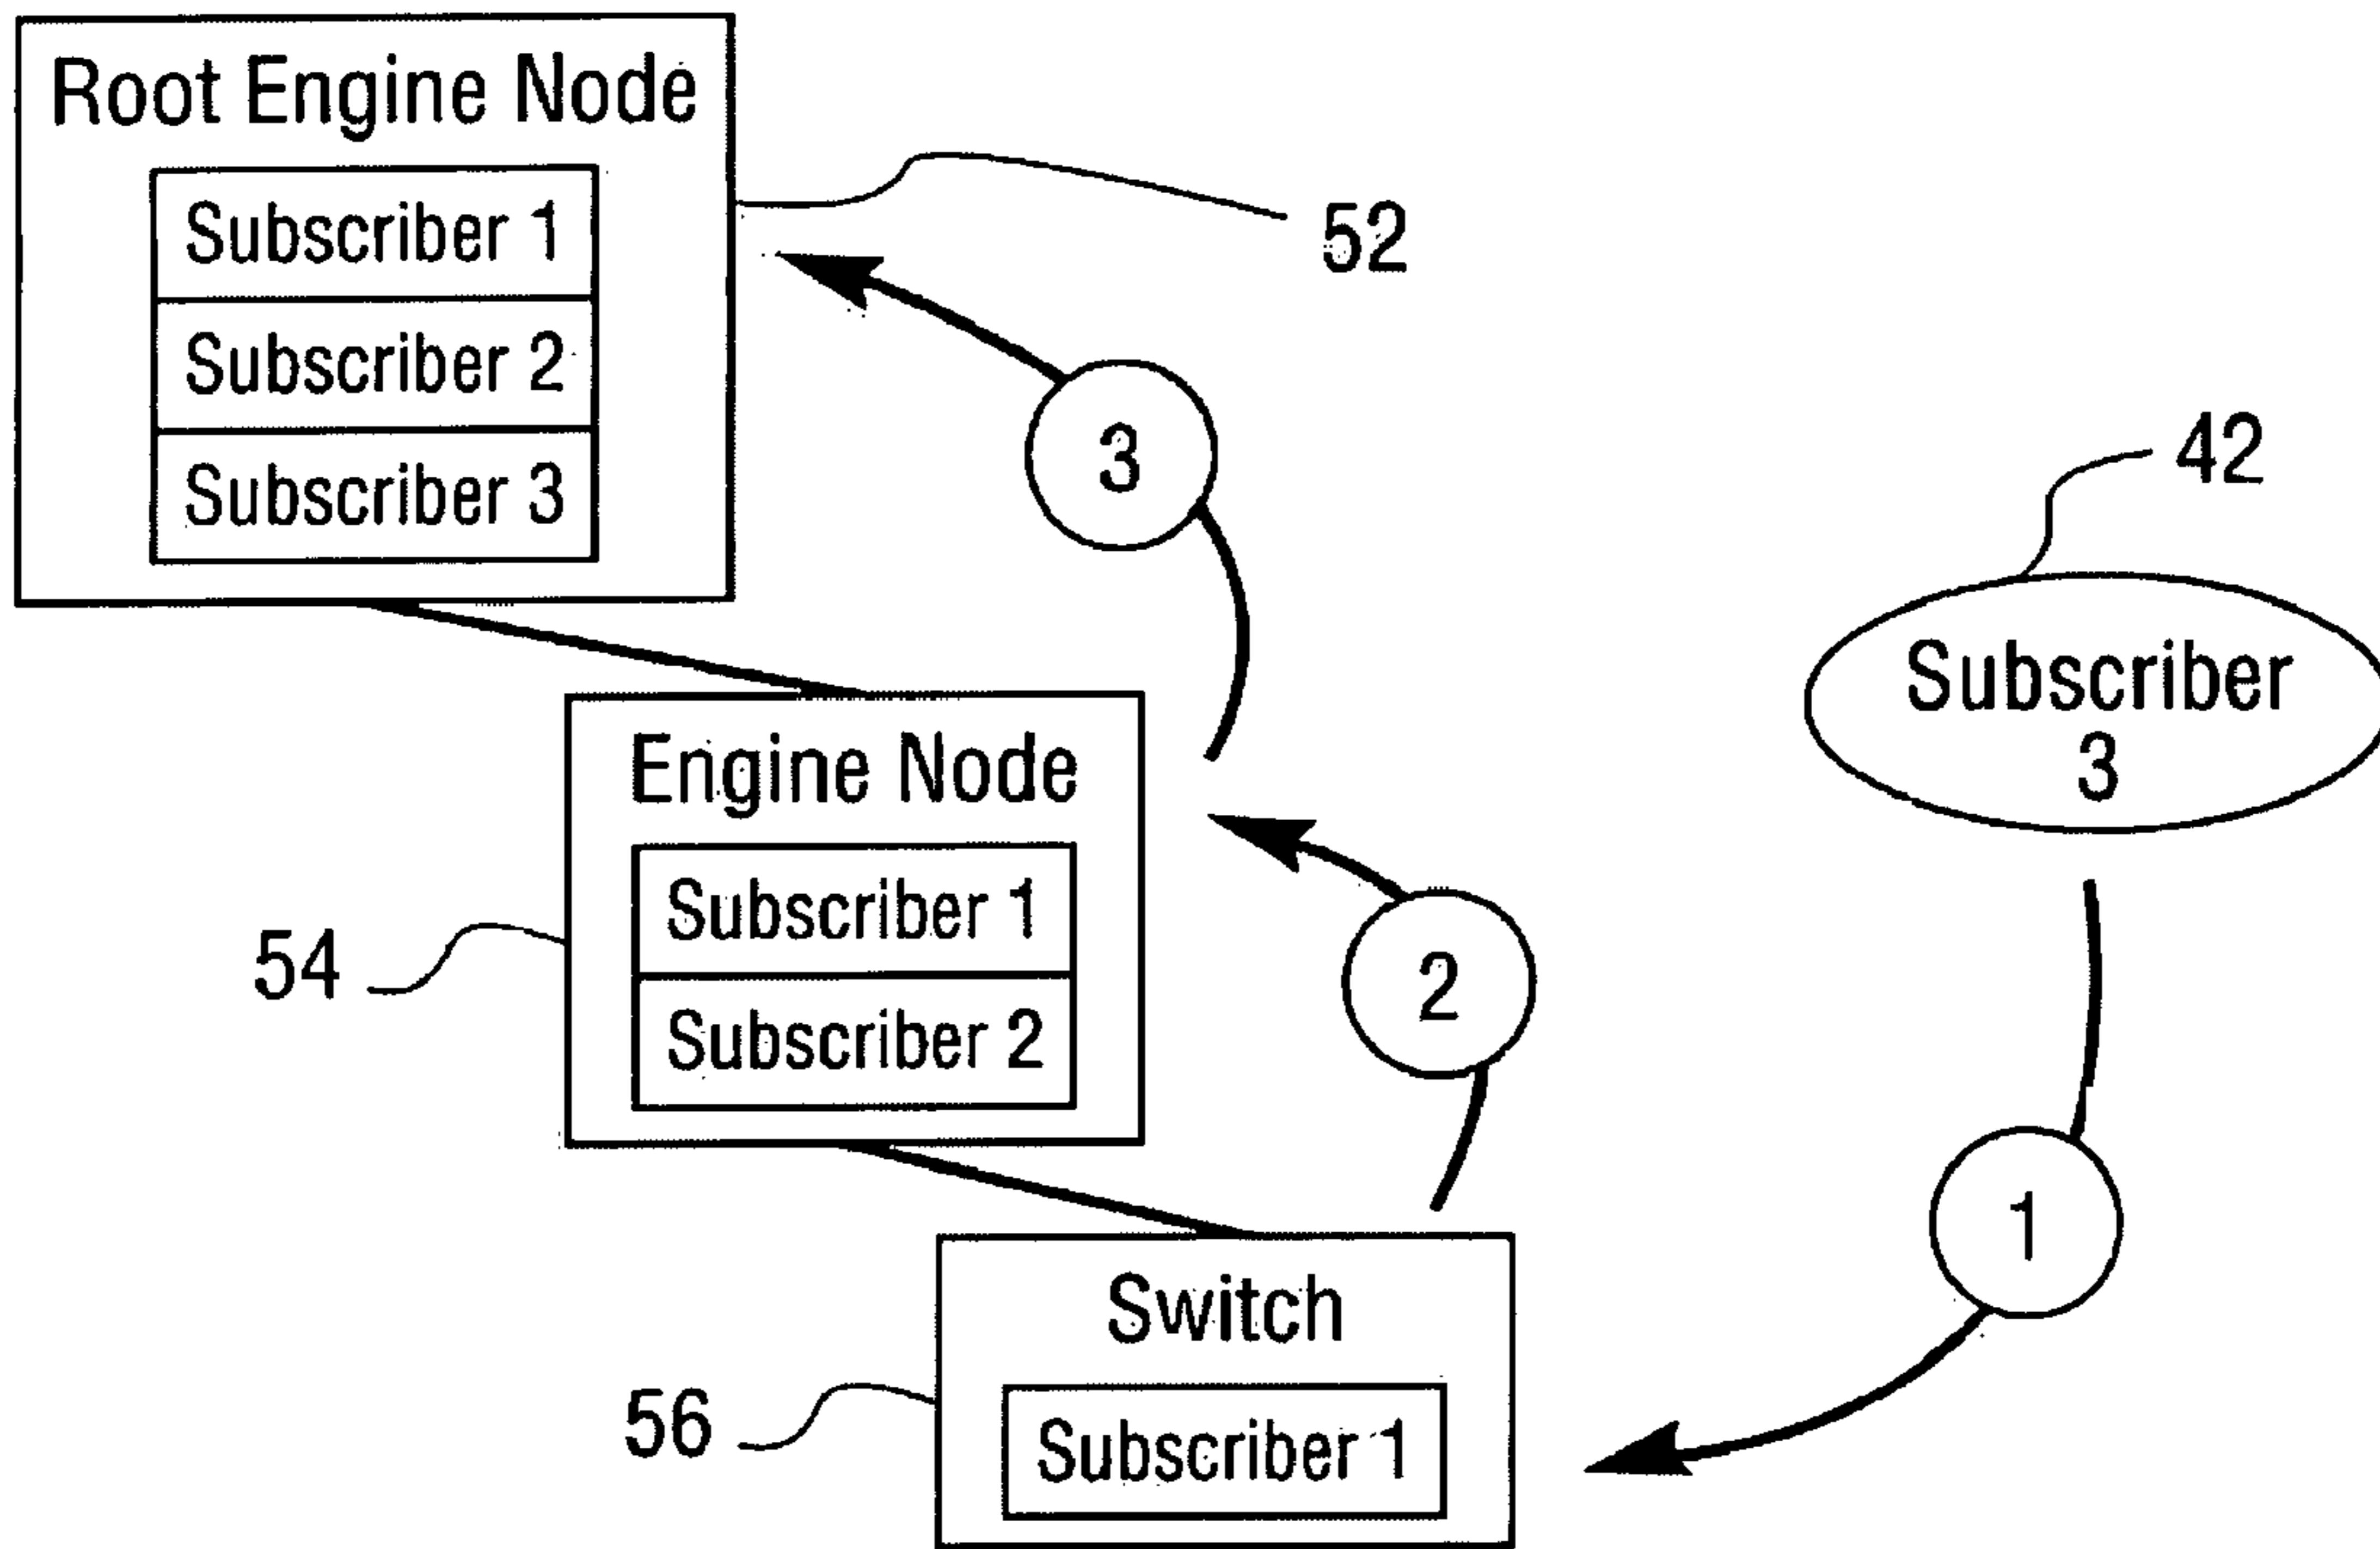 Root Engine Node
Subscriber 1
Subscriber 2
Subscriber 3
52
3
42
Subscriber
3
Engine Node
Subscriber 1
Subscriber 2
54
2
1
Switch
Subscriber 1
56